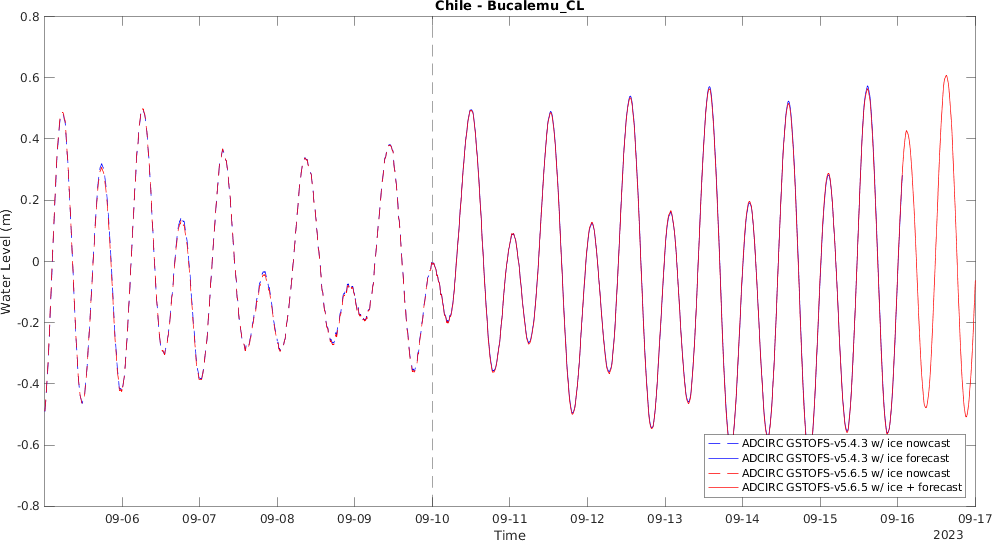 Chile - Bucalemu_CL
0.8
0.6
0.4
0.2
0
-0.2
-0.4
-0.6
-0.8
Water Level (m)
ADCIRC GSTOFS-v5.4.3 w/ ice nowcast
ADCIRC GSTOFS-v5.4.3 w/ ice forecast
ADCIRC GSTOFS-v5.6.5 w/ ice nowcast
ADCIRC GSTOFS-v5.6.5 w/ ice + forecast
09-06 09-07 09-08 09-09 09-10 09-11 09-12 09-13 09-14 09-15 09-16 09-17
Time
2023